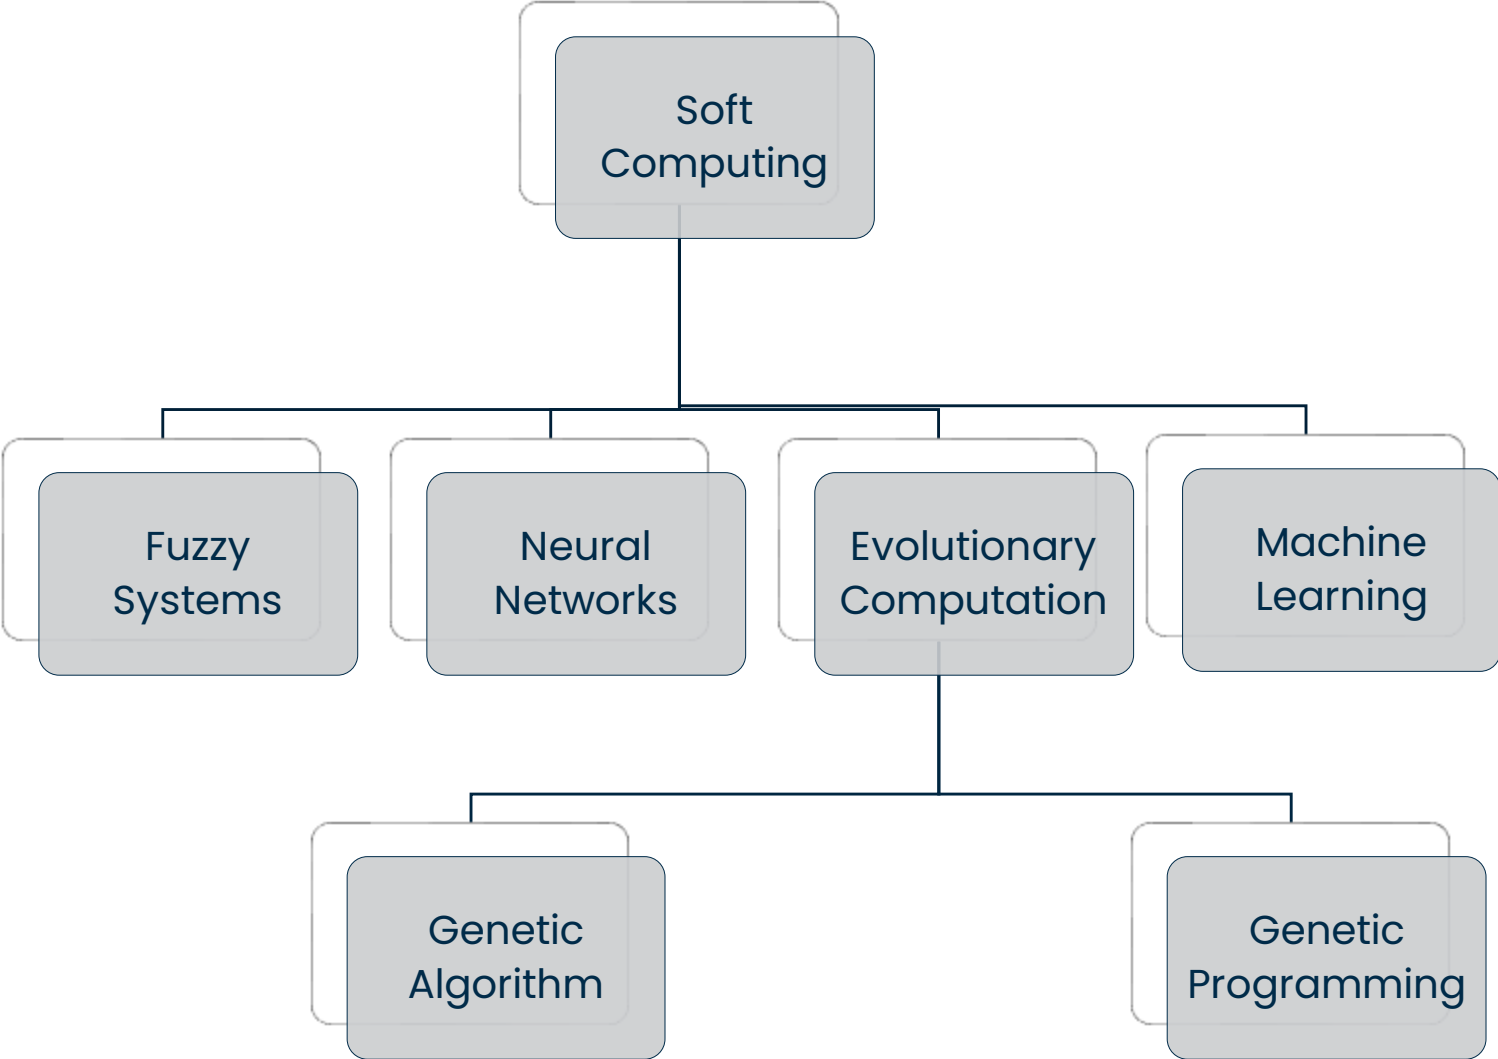 Soft
Computing
Fuzzy
Systems
Neural
Networks
Evolutionary
Computation
Machine
Learning
Genetic
Algorithm
Genetic
Programming